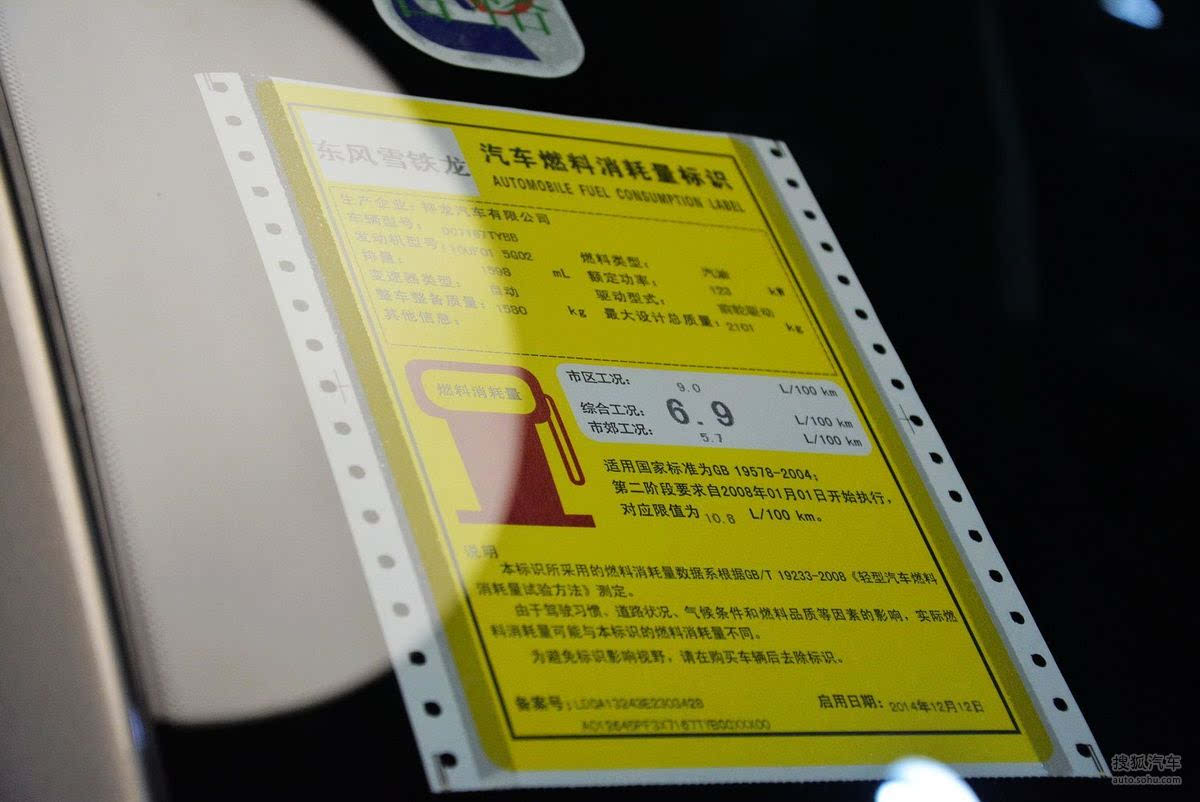 东风雪铁龙
汽车燃料消耗量标识
AUTOMOBILE FUEL CONSUMPTION LABEL
生产企业：神龙汽车有限公司
车辆型号： DC7167TYBB
发动机型号：10UF01 5G02 燃料类型： 汽油
排量： 1598 mL 额定功率： 123 kW
变速器类型： 自动 驱动型式： 前轮驱动
整车整备质量：1580 kg 最大设计总质量：2101 kg
其他信息：
燃料消耗量
市区工况： 9.0 L/100 km
综合工况： 6.9 L/100 km
市郊工况： 5.7 L/100 km
适用国家标准为GB 19578-2004；
第二阶段要求自2008年01月01日开始执行，
对应限值为 10.8 L/100 km。
说明
本标识所采用的燃料消耗量数据系根据GB/T 19233-2008《轻型汽车燃料
消耗量试验方法》测定。
由于驾驶习惯、道路状况、气候条件和燃料品质等因素的影响，实际燃
料消耗量可能与本标识的燃料消耗量不同。
为避免标识影响视野，请在购买车辆后去除标识。
备案号： 启用日期：2014年12月12日
搜狐汽车
auto.sohu.com